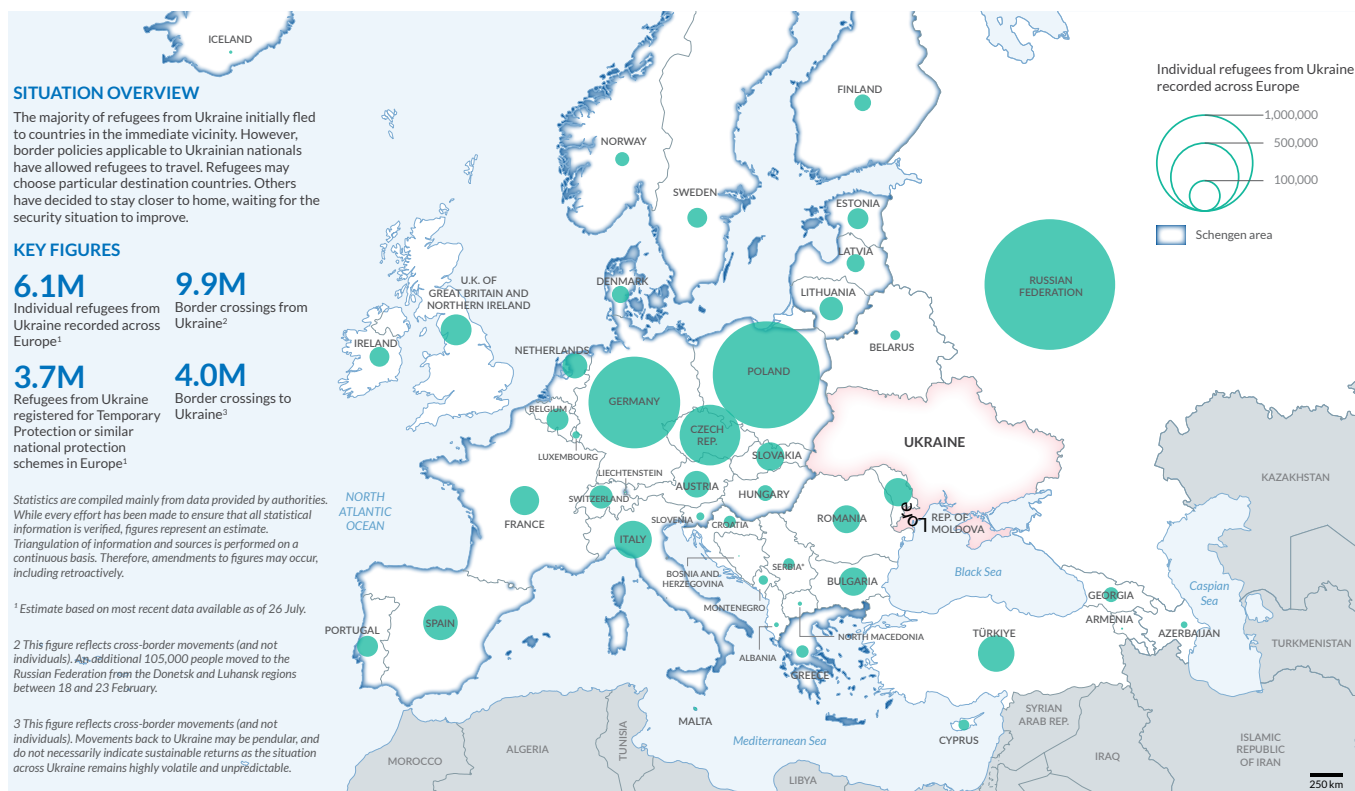 ICELAND
SITUATION OVERVIEW
The majority of refugees from Ukraine initially fled
to countries in the immediate vicinity. However,
border policies applicable to Ukrainian nationals
have allowed refugees to travel. Refugees may
choose particular destination countries. Others
have decided to stay closer to home, waiting for the
security situation to improve.
KEY FIGURES
6.1M
Individual refugees from
Ukraine recorded across
Europe¹
9.9M
Border crossings from
Ukraine²
3.7M
Refugees from Ukraine
registered for Temporary
Protection or similar
national protection
schemes in Europe¹
4.0M
Border crossings to
Ukraine³
Statistics are compiled mainly from data provided by authorities.
While every effort has been made to ensure that all statistical
information is verified, figures represent an estimate.
Triangulation of information and sources is performed on a
continuous basis. Therefore, amendments to figures may occur,
including retroactively.
¹ Estimate based on most recent data available as of 26 July.
2 This figure reflects cross-border movements (and not
individuals). An additional 105,000 people moved to the
Russian Federation from the Donetsk and Luhansk regions
between 18 and 23 February.
3 This figure reflects cross-border movements (and not
individuals). Movements back to Ukraine may be pendular, and
do not necessarily indicate sustainable returns as the situation
across Ukraine remains highly volatile and unpredictable.
Individual refugees from Ukraine
recorded across Europe
1,000,000
500,000
100,000
Schengen area
FINLAND
NORWAY
SWEDEN
ESTONIA
LATVIA
LITHUANIA
DENMARK
U.K. OF
GREAT BRITAIN AND
NORTHERN IRELAND
IRELAND
NETHERLANDS
BELGIUM
LUXEMBOURG
GERMANY
POLAND
CZECH
REP.
BELARUS
RUSSIAN
FEDERATION
UKRAINE
SLOVAKIA
LIECHTENSTEIN
AUSTRIA
SWITZERLAND
HUNGARY
FRANCE
NORTH
ATLANTIC
OCEAN
SLOVENIA
CROATIA
ROMANIA
REP. OF
MOLDOVA
ITALY
BOSNIA AND
HERZEGOVINA
SERBIA*
BULGARIA
MONTENEGRO
NORTH MACEDONIA
ALBANIA
GREECE
SPAIN
PORTUGAL
MALTA
Black Sea
Caspian
Sea
Mediterranean Sea
GEORGIA
ARMENIA
AZERBAIJAN
TÜRKIYE
CYPRUS
KAZAKHSTAN
TURKMENISTAN
SYRIAN
ARAB REP.
IRAQ
ISLAMIC
REPUBLIC
OF IRAN
MOROCCO
ALGERIA
TUNISIA
LIBYA
250 km